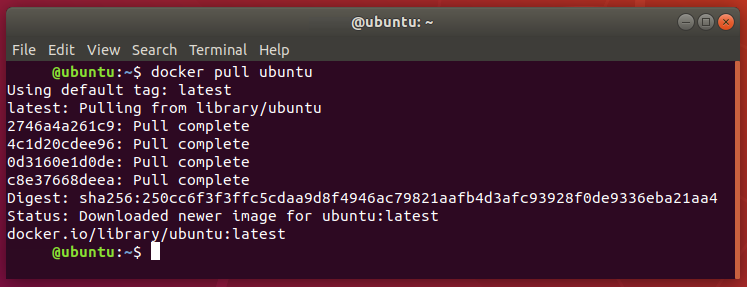 @ubuntu: ~
File Edit View Search Terminal Help
@ubuntu:~$ docker pull ubuntu
Using default tag: latest
latest: Pulling from library/ubuntu
2746a4a261c9: Pull complete
4c1d20cdee96: Pull complete
0d3160e1d0de: Pull complete
c8e37668deea: Pull complete
Digest: sha256:250cc6f3f3ffc5cdaa9d8f4946ac79821aafb4d3afc93928f0de9336eba21aa4
Status: Downloaded newer image for ubuntu:latest
docker.io/library/ubuntu:latest
@ubuntu:~$